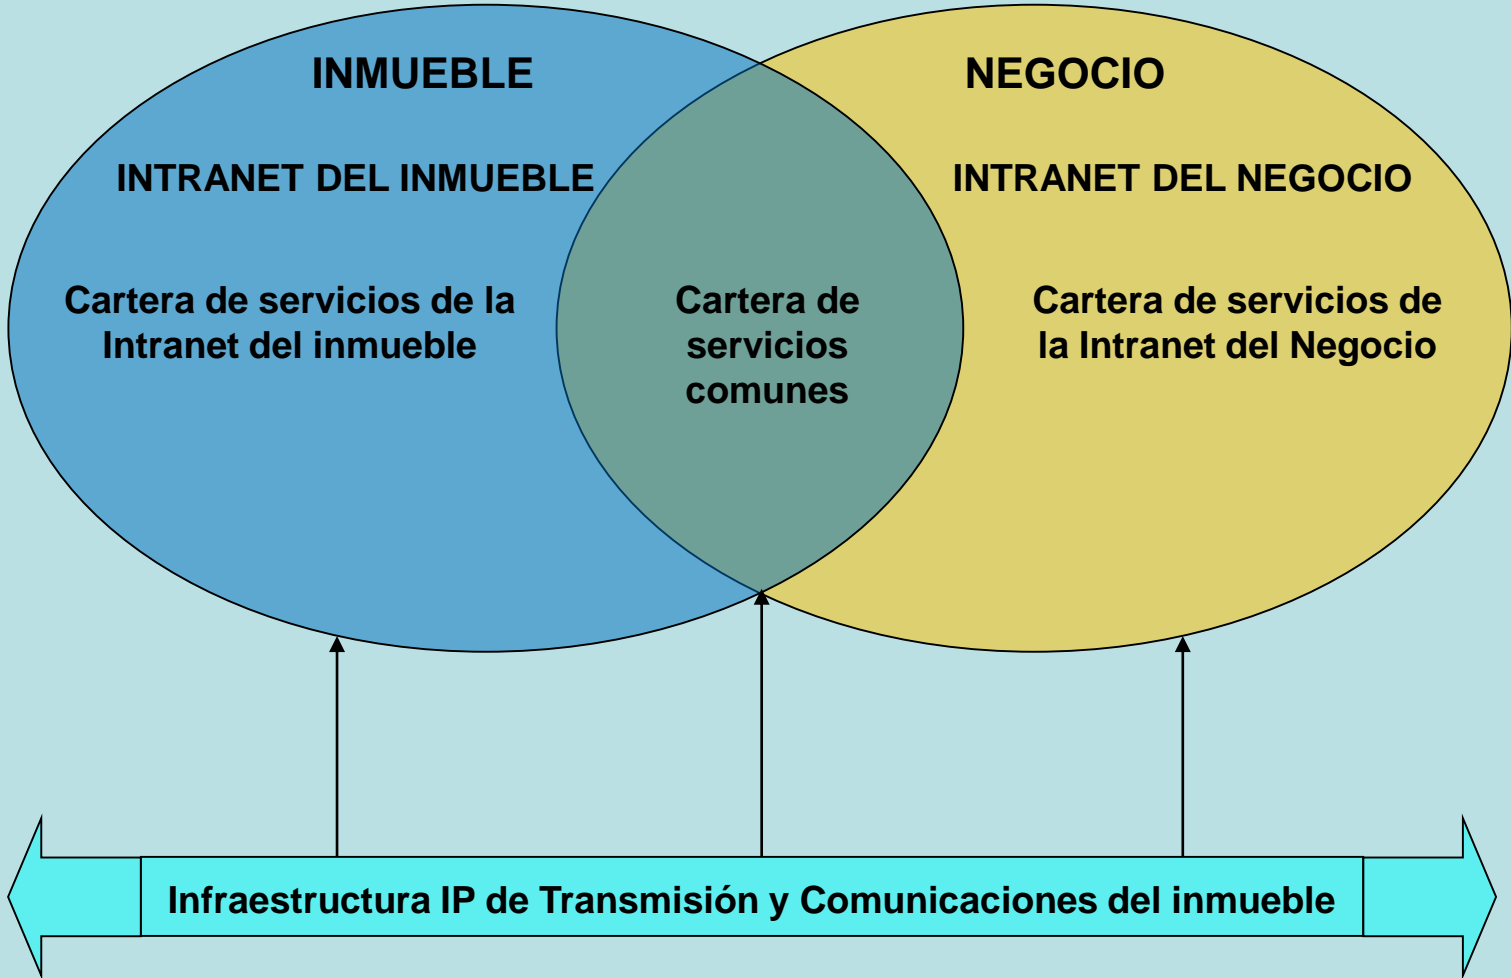 INMUEBLE
NEGOCIO
INTRANET DEL INMUEBLE
INTRANET DEL NEGOCIO
Cartera de servicios de la
Intranet del inmueble
Cartera de
servicios
comunes
Cartera de servicios de
la Intranet del Negocio
Infraestructura IP de Transmisión y Comunicaciones del inmueble